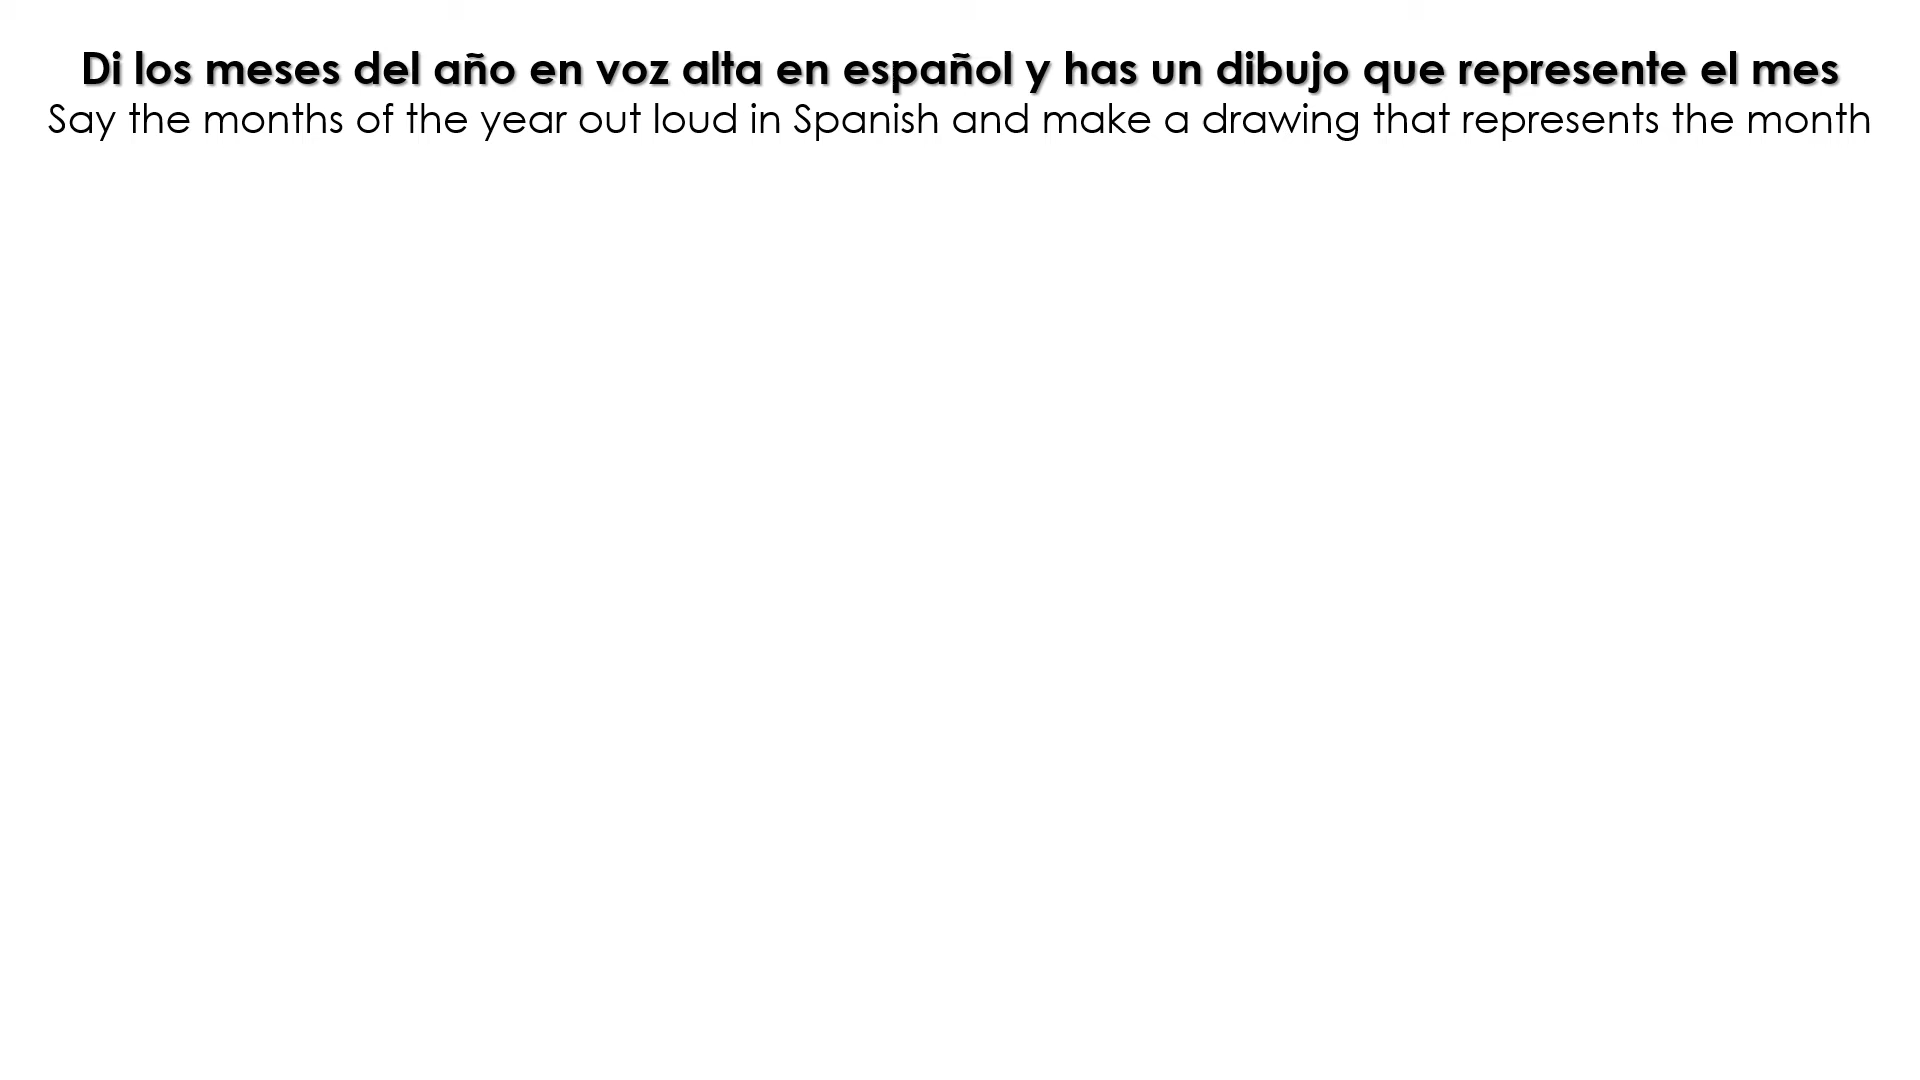 Di los meses del año en voz alta en español y has un dibujo que represente el mes
Say the months of the year out loud in Spanish and make a drawing that represents the month